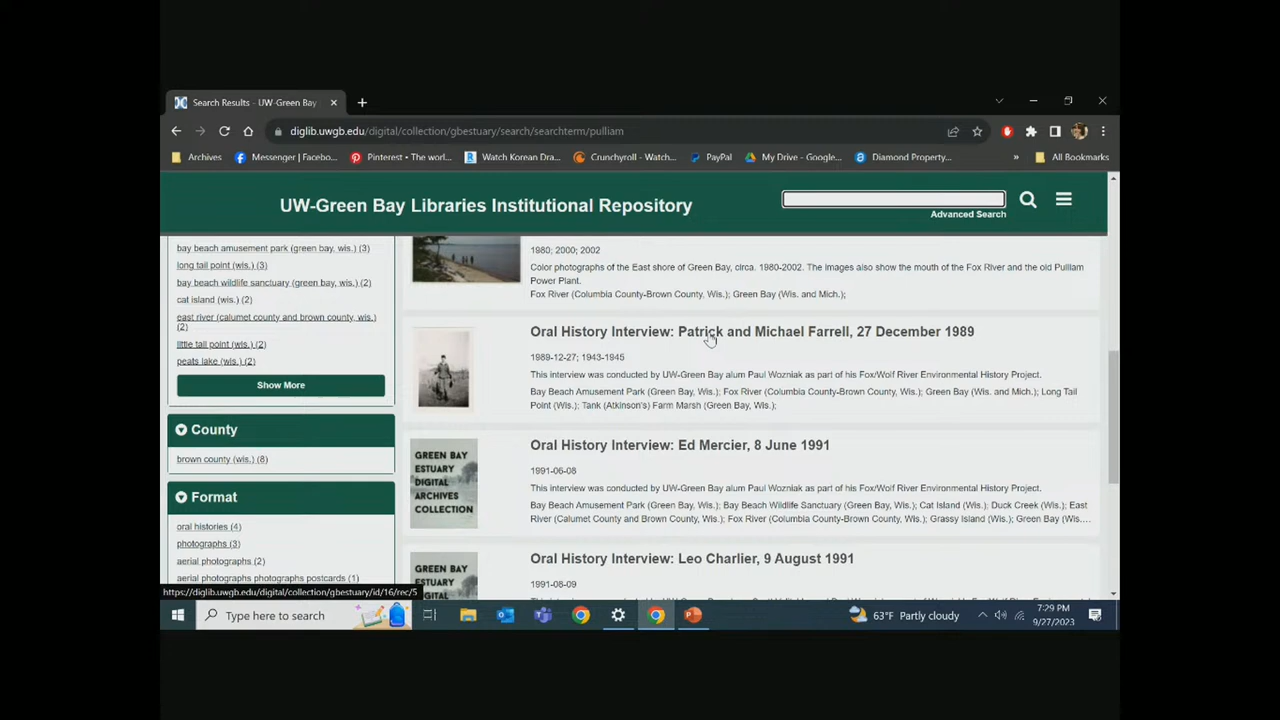 Search Results - UW-Green Bay
diglib.uwgb.edu/digital/collection/gbestuary/search/searchterm/pulliam
Archives
Messenger | Faceboo...
Pinterest • The worl...
Watch Korean Dra...
Crunchyroll - Watch...
PayPal
My Drive - Google...
Diamond Property...
»
All Bookmarks
UW-Green Bay Libraries Institutional Repository
Advanced Search
bay beach amusement park (green bay, wis.) (3)
long tail point (wis.) (3)
bay beach wildlife sanctuary (green bay, wis.) (2)
cat island (wis.) (2)
east river (calumet county and brown county, wis.)
(2)
little tail point (wis.) (2)
peats lake (wis.) (2)
Show More
County
brown county (wis.) (8)
Format
oral histories (4)
photographs (3)
aerial photographs (2)
aerial photographs photographs postcards (1)
1980; 2000; 2002
Color photographs of the East shore of Green Bay, circa. 1980-2002. The images also show the mouth of the Fox River and the old Pulliam
Power Plant.
Fox River (Columbia County-Brown County, Wis.); Green Bay (Wis. and Mich.);
Oral History Interview: Patrick and Michael Farrell, 27 December 1989
1989-12-27; 1943-1945
This interview was conducted by UW-Green Bay alum Paul Wozniak as part of his Fox/Wolf River Environmental History Project.
Bay Beach Amusement Park (Green Bay, Wis.); Fox River (Columbia County-Brown County, Wis.); Green Bay (Wis. and Mich.); Long Tail
Point (Wis.); Tank (Atkinson's) Farm Marsh (Green Bay, Wis.);
GREEN BAY
ESTUARY
DIGITAL
ARCHIVES
COLLECTION
Oral History Interview: Ed Mercier, 8 June 1991
1991-06-08
This interview was conducted by UW-Green Bay alum Paul Wozniak as part of his Fox/Wolf River Environmental History Project.
Bay Beach Amusement Park (Green Bay, Wis.); Bay Beach Wildlife Sanctuary (Green Bay, Wis.); Cat Island (Wis.); Duck Creek (Wis.); East
River (Calumet County and Brown County, Wis.); Fox River (Columbia County-Brown County, Wis.); Grassy Island (Wis.); Green Bay (Wis....
GREEN BAY
ESTUARY
Oral History Interview: Leo Charlier, 9 August 1991
1991-08-09
https://diglib.uwgb.edu/digital/collection/gbestuary/id/16/rec/5
Type here to search
63°F Partly cloudy
7:29 PM
9/27/2023